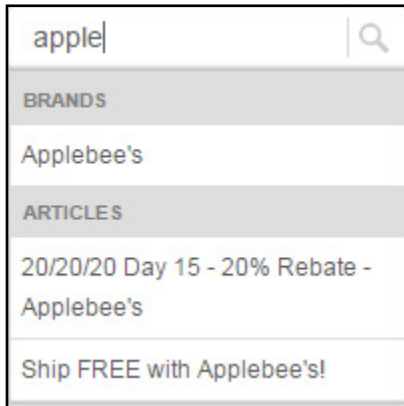 apple
BRANDS
Applebee's
ARTICLES
20/20/20 Day 15 - 20% Rebate -
Applebee's
Ship FREE with Applebee's!